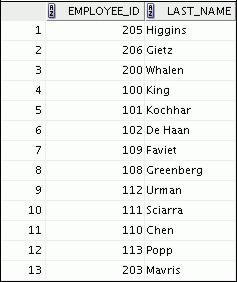 EMPLOYEE_ID LAST_NAME
1 205 Higgins
2 206 Gietz
3 200 Whalen
4 100 King
5 101 Kochhar
6 102 De Haan
7 109 Faviet
8 108 Greenberg
9 112 Urman
10 111 Sciarra
11 110 Chen
12 113 Popp
13 203 Mavris